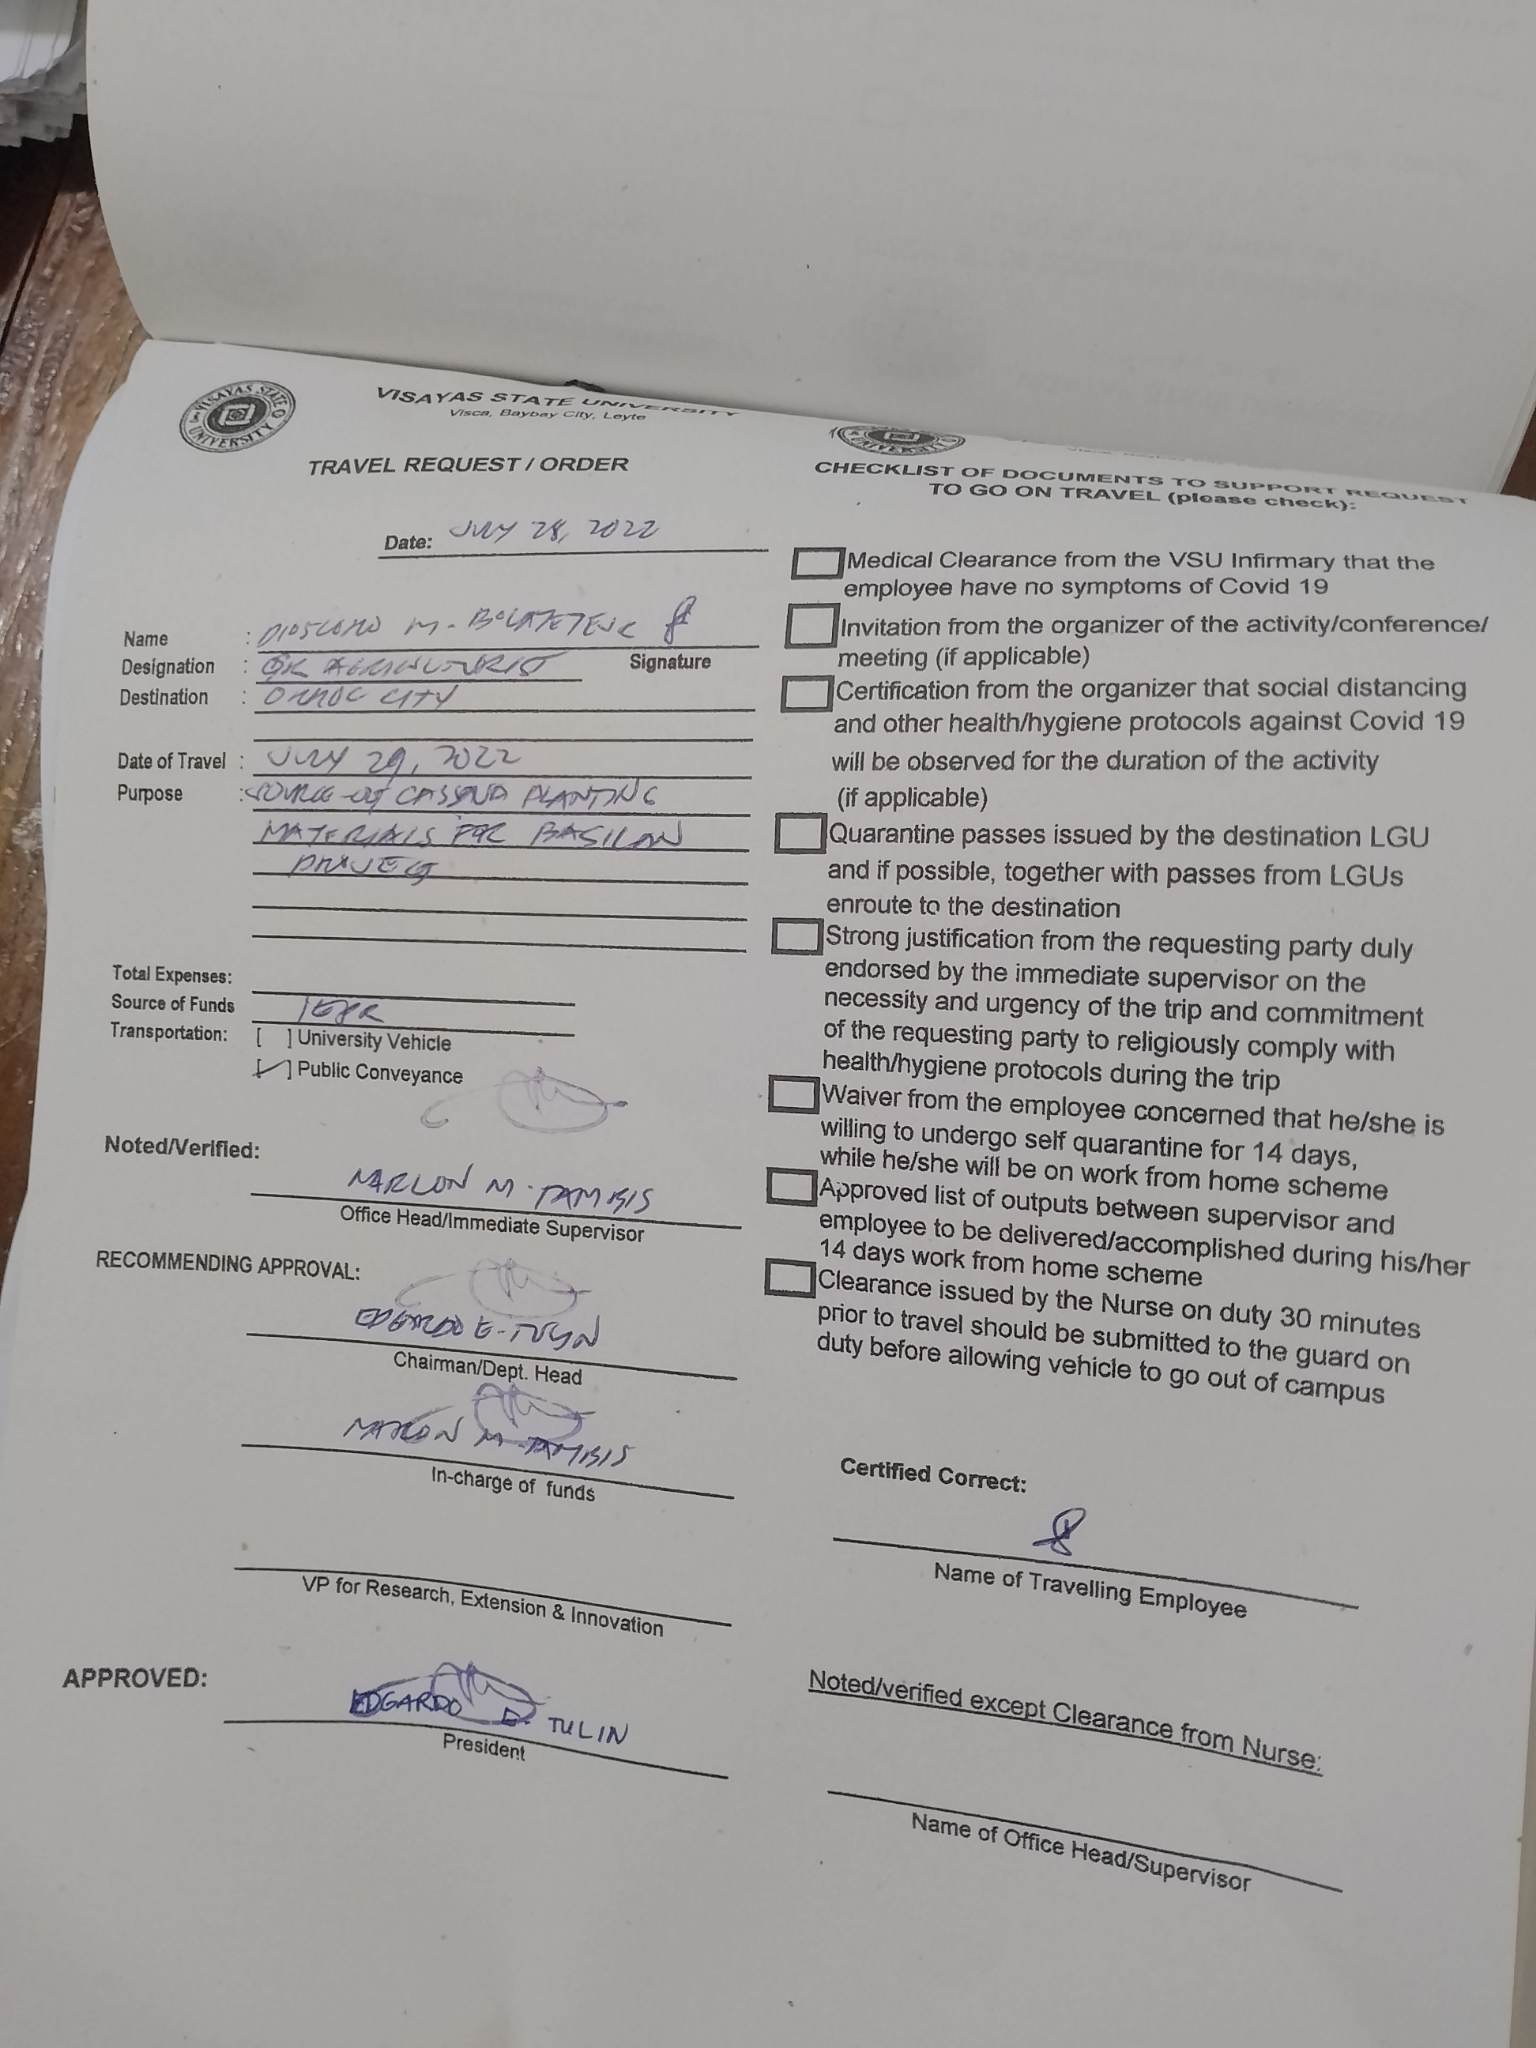 VISAYAS STATE UNIVERSITY
Visca, Baybay City, Leyte
TRAVEL REQUEST / ORDER
Date: JULY 28, 2022
Name : M.
Signature
Designation : AGRICULTURIST
Destination : ORMOC CITY
Date of Travel : JULY 29, 2022
Purpose : SOURCE-OUT CASSAVA PLANTING
MATERIALS FOR BASILAN
PROJECT
Total Expenses:
Source of Funds
Transportation: [ ] University Vehicle
[✓] Public Conveyance
Noted/Verified:
MARLON M. TAMBIS
Office Head/Immediate Supervisor
RECOMMENDING APPROVAL:
EDGARDO E. TULIN
Chairman/Dept. Head
MARLON M. TAMBIS
In-charge of funds
VP for Research, Extension & Innovation
APPROVED:
EDGARDO E. TULIN
President
VISAYAS STATE UNIVERSITY
UNIVERSITY
CHECKLIST OF DOCUMENTS TO SUPPORT REQUEST
TO GO ON TRAVEL (please check):
Medical Clearance from the VSU Infirmary that the
employee have no symptoms of Covid 19
Invitation from the organizer of the activity/conference/
meeting (if applicable)
Certification from the organizer that social distancing
and other health/hygiene protocols against Covid 19
will be observed for the duration of the activity
(if applicable)
Quarantine passes issued by the destination LGU
and if possible, together with passes from LGUs
enroute to the destination
Strong justification from the requesting party duly
endorsed by the immediate supervisor on the
necessity and urgency of the trip and commitment
of the requesting party to religiously comply with
health/hygiene protocols during the trip
Waiver from the employee concerned that he/she is
willing to undergo self quarantine for 14 days,
while he/she will be on work from home scheme
Approved list of outputs between supervisor and
employee to be delivered/accomplished during his/her
14 days work from home scheme
Clearance issued by the Nurse on duty 30 minutes
prior to travel should be submitted to the guard on
duty before allowing vehicle to go out of campus
Certified Correct:
Name of Travelling Employee
Noted/verified except Clearance from Nurse:
Name of Office Head/Supervisor